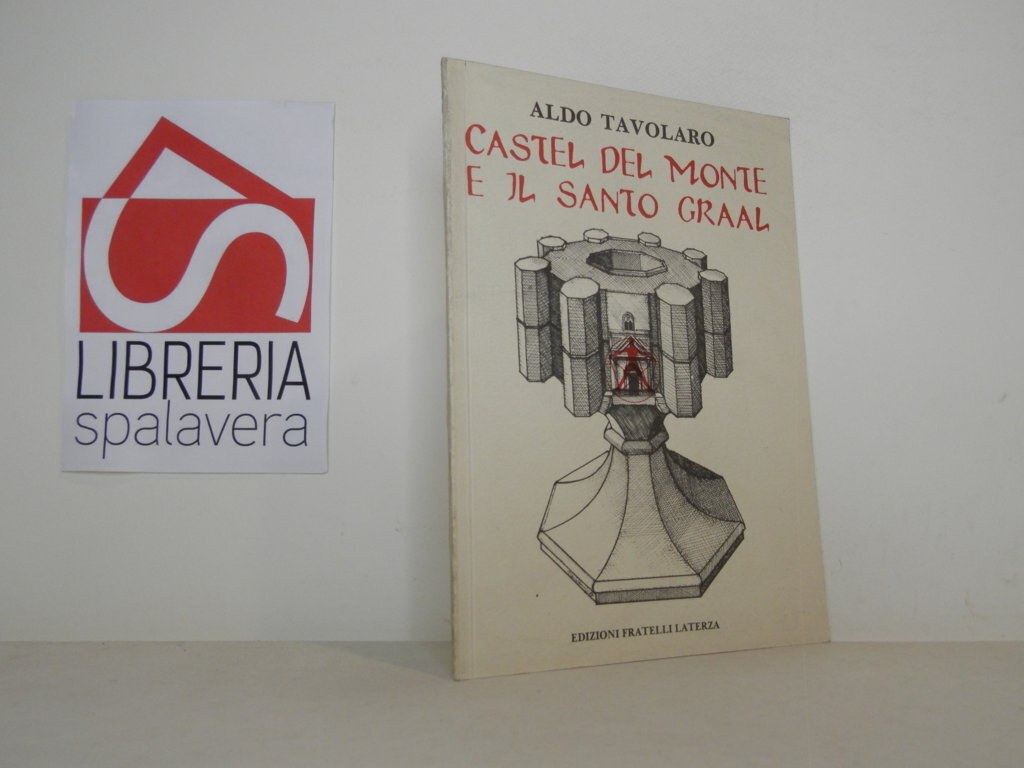 LIBRERIA
spalavera
ALDO TAVOLARO
CASTEL DEL MONTE
E IL SANTO GRAAL
EDIZIONI FRATELLI LATERZA